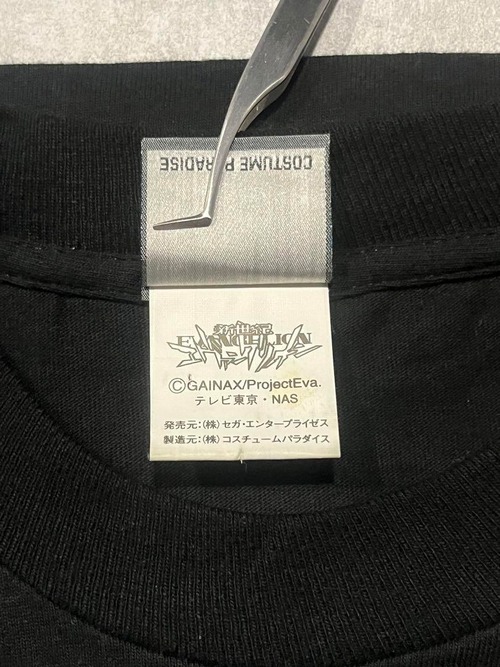 COSTUME PARADISE
新世紀
EVANGELION
エヴァンゲリオン
©GAINAX/ProjectEva.
テレビ東京・NAS
発売元:(株)セガ・エンタープライゼス
製造元:(株)コスチュームパラダイス